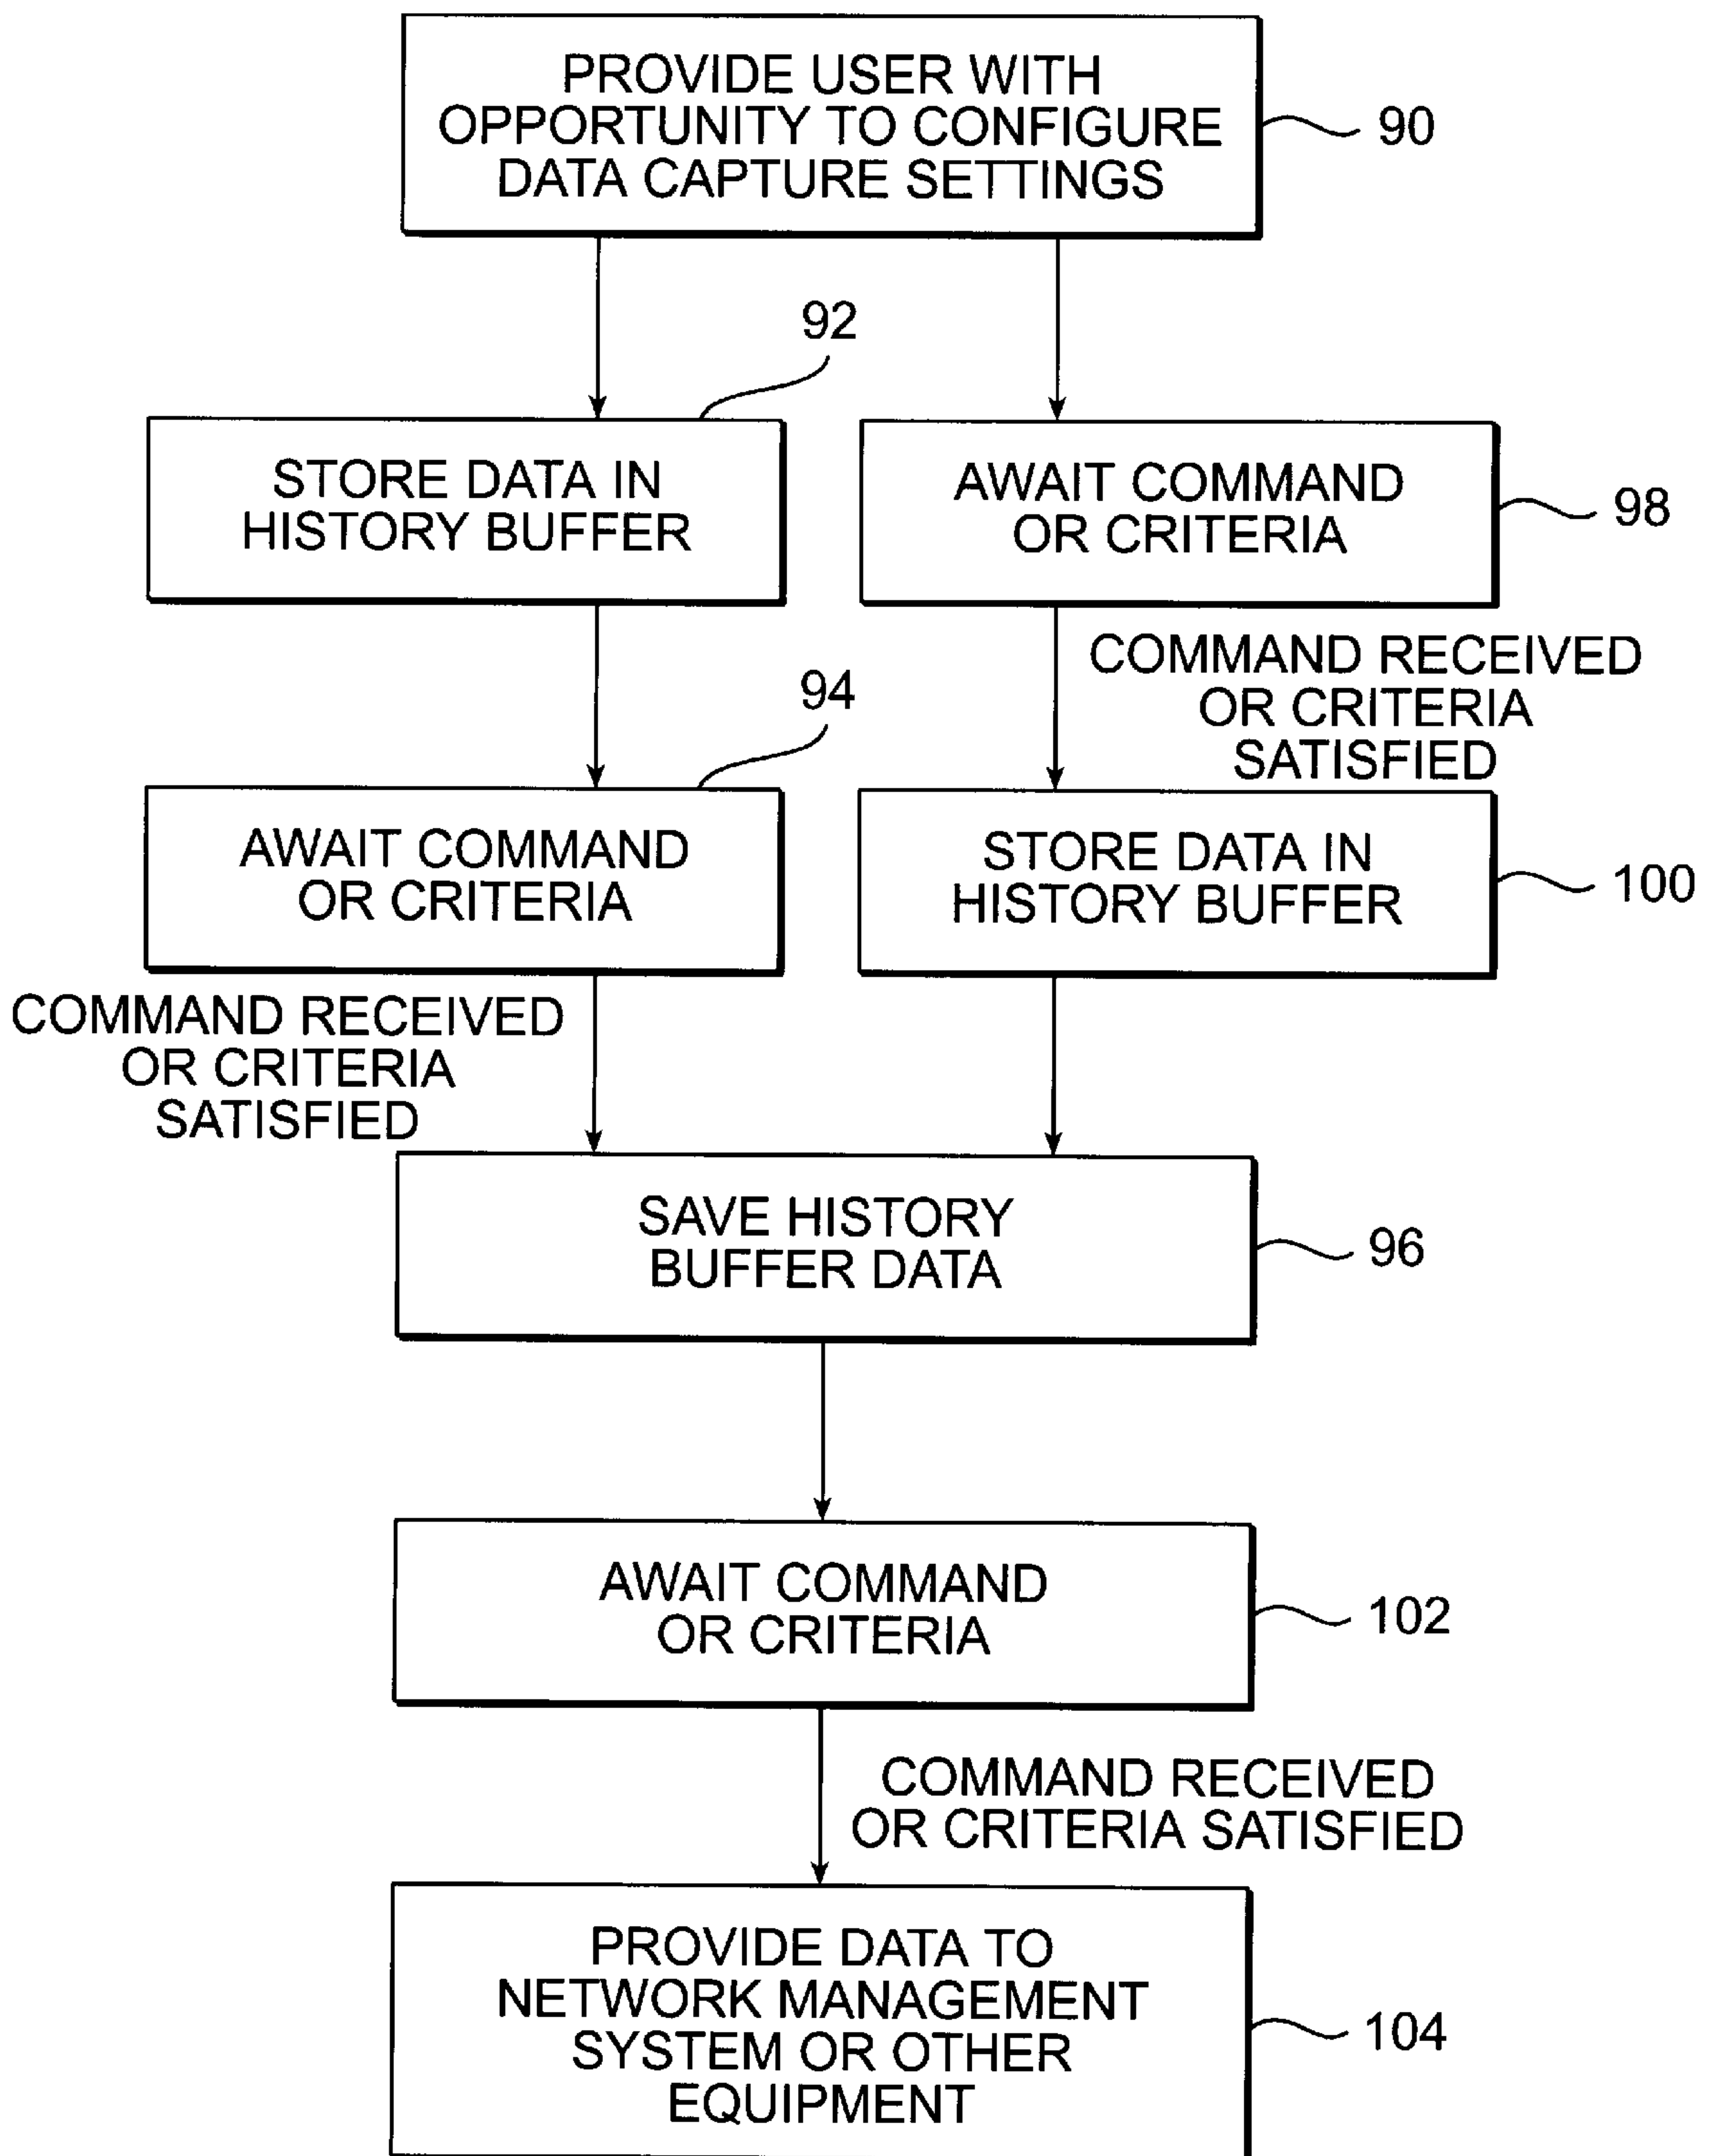 PROVIDE USER WITH
OPPORTUNITY TO CONFIGURE
DATA CAPTURE SETTINGS
90
92
STORE DATA IN
HISTORY BUFFER
AWAIT COMMAND
OR CRITERIA
98
COMMAND RECEIVED
OR CRITERIA
SATISFIED
94
AWAIT COMMAND
OR CRITERIA
STORE DATA IN
HISTORY BUFFER
100
COMMAND RECEIVED
OR CRITERIA
SATISFIED
SAVE HISTORY
BUFFER DATA
96
AWAIT COMMAND
OR CRITERIA
102
COMMAND RECEIVED
OR CRITERIA SATISFIED
PROVIDE DATA TO
NETWORK MANAGEMENT
SYSTEM OR OTHER
EQUIPMENT
104